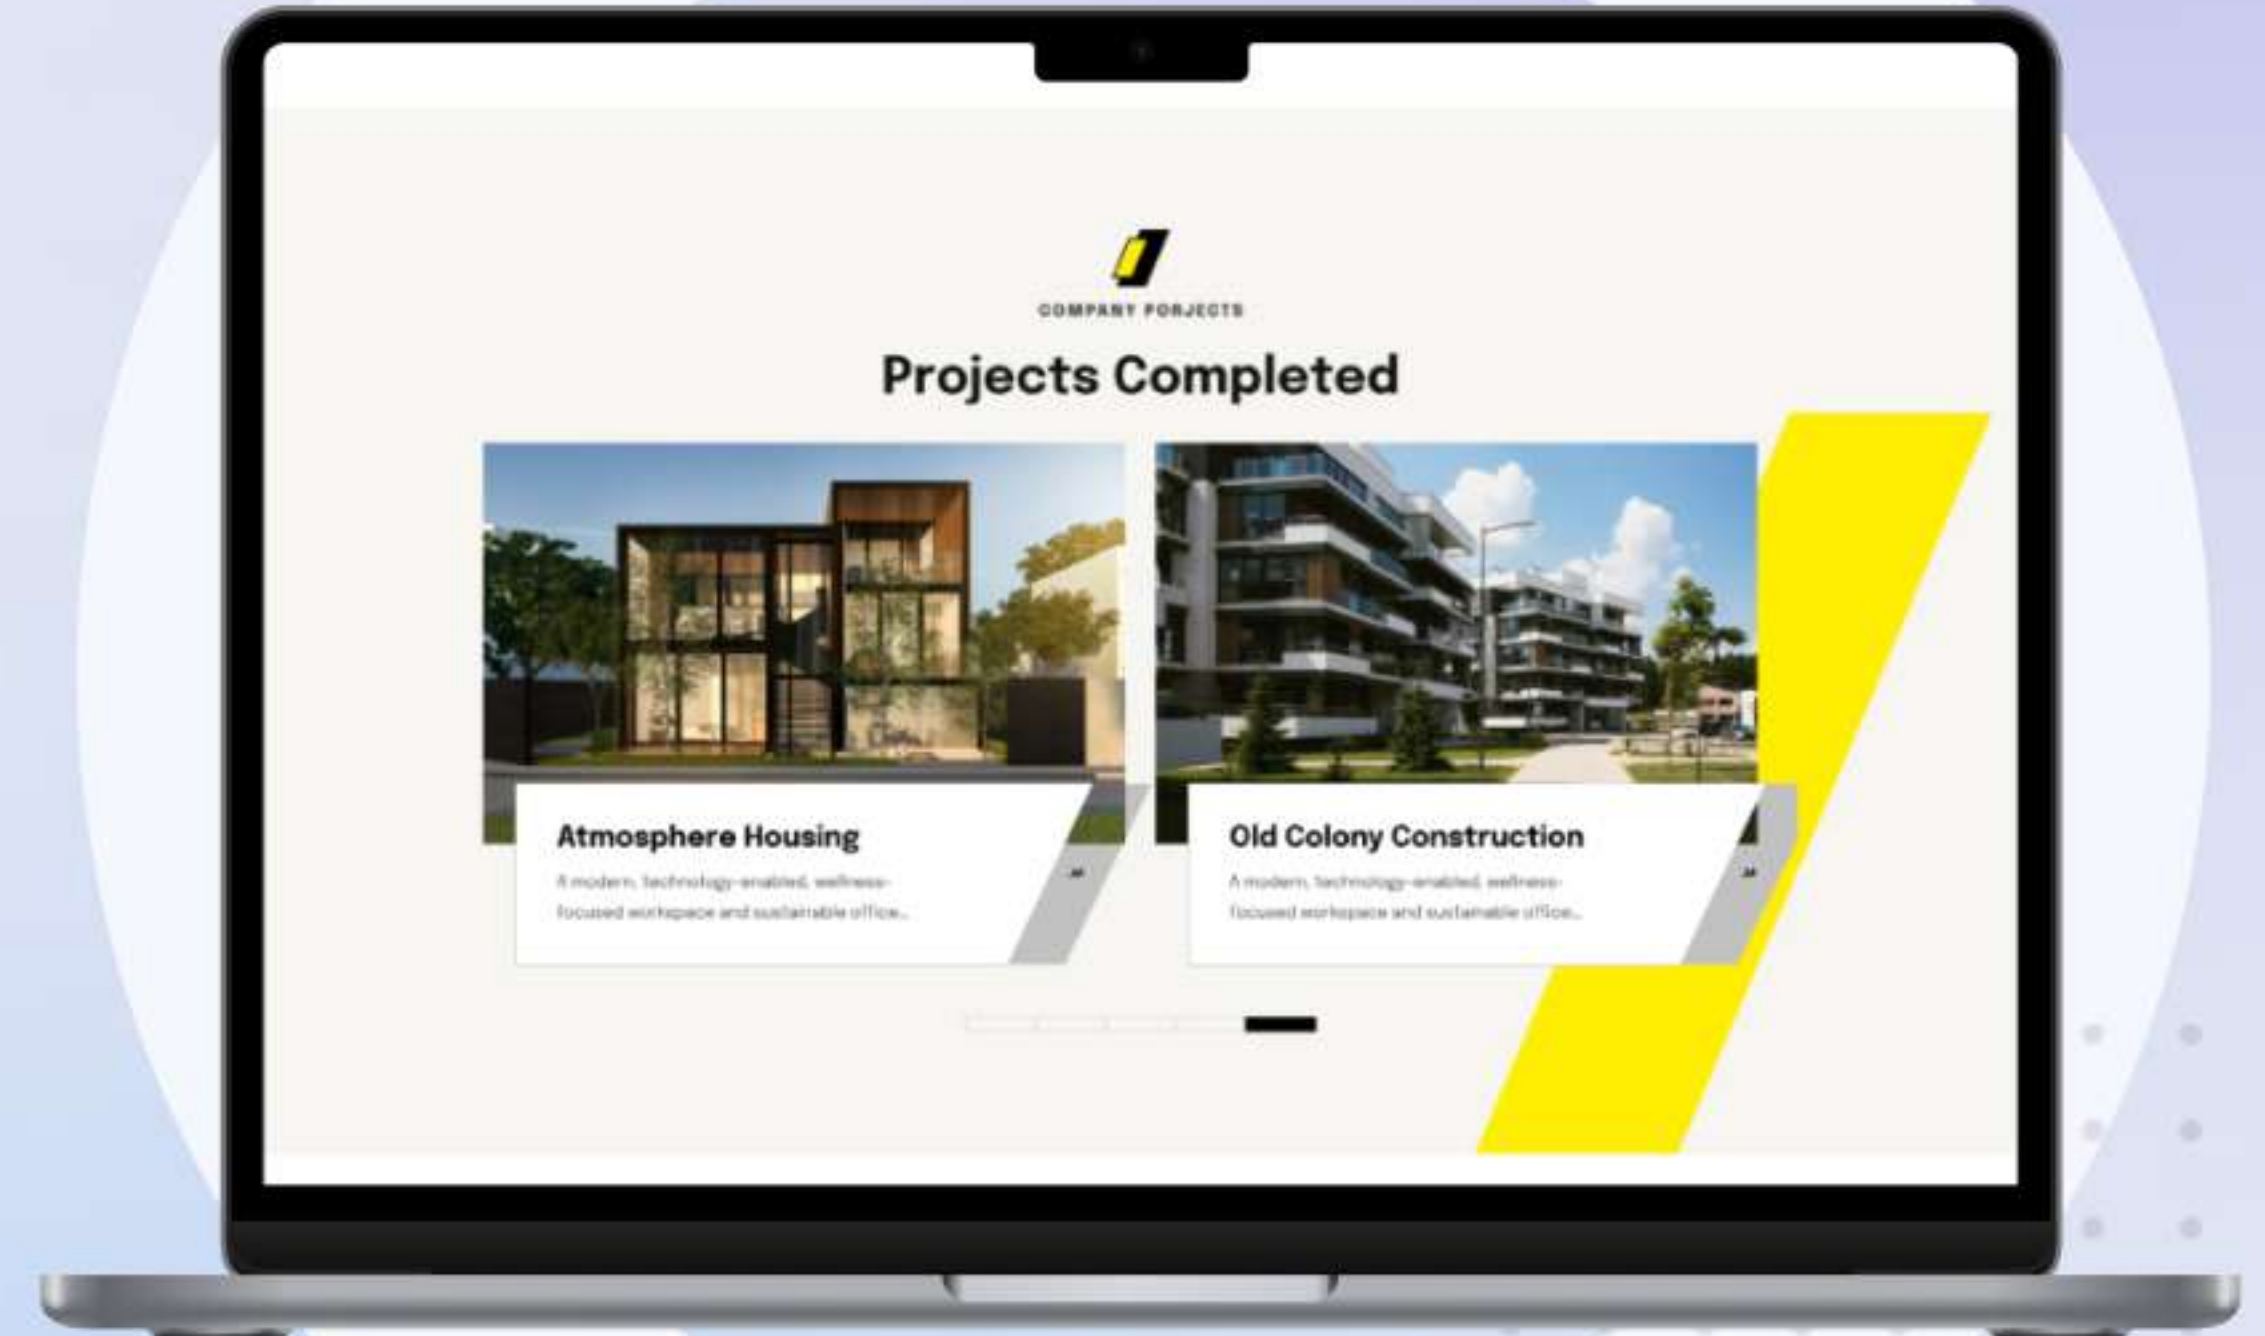 COMPANY PORJECTS
Projects Completed
Atmosphere Housing
A modern, technology-enabled, wellness-
focused workspace and sustainable office...
Old Colony Construction
A modern, technology-enabled, wellness-
focused workspace and sustainable office...